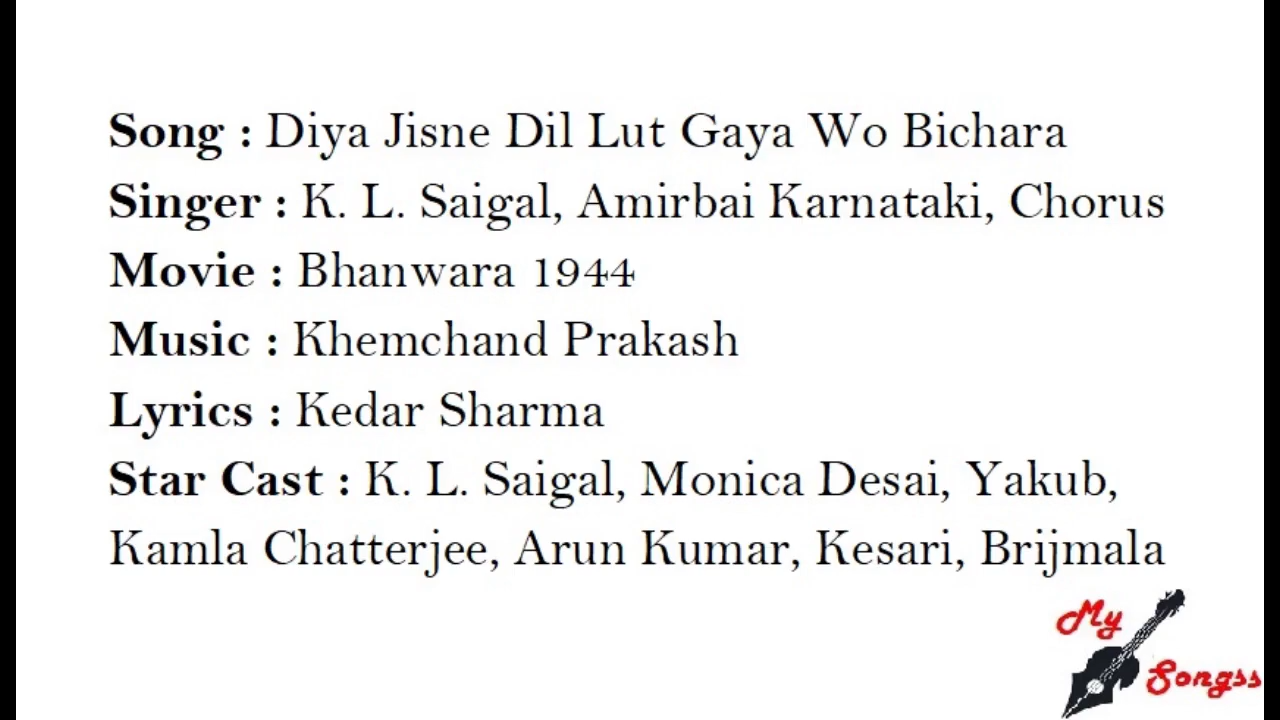 Song : Diya Jisne Dil Lut Gaya Wo Bichara
Singer : K. L. Saigal, Amirbai Karnataki, Chorus
Movie : Bhanwara 1944
Music : Khemchand Prakash
Lyrics : Kedar Sharma
Star Cast : K. L. Saigal, Monica Desai, Yakub,
Kamla Chatterjee, Arun Kumar, Kesari, Brijmala
My
Songss